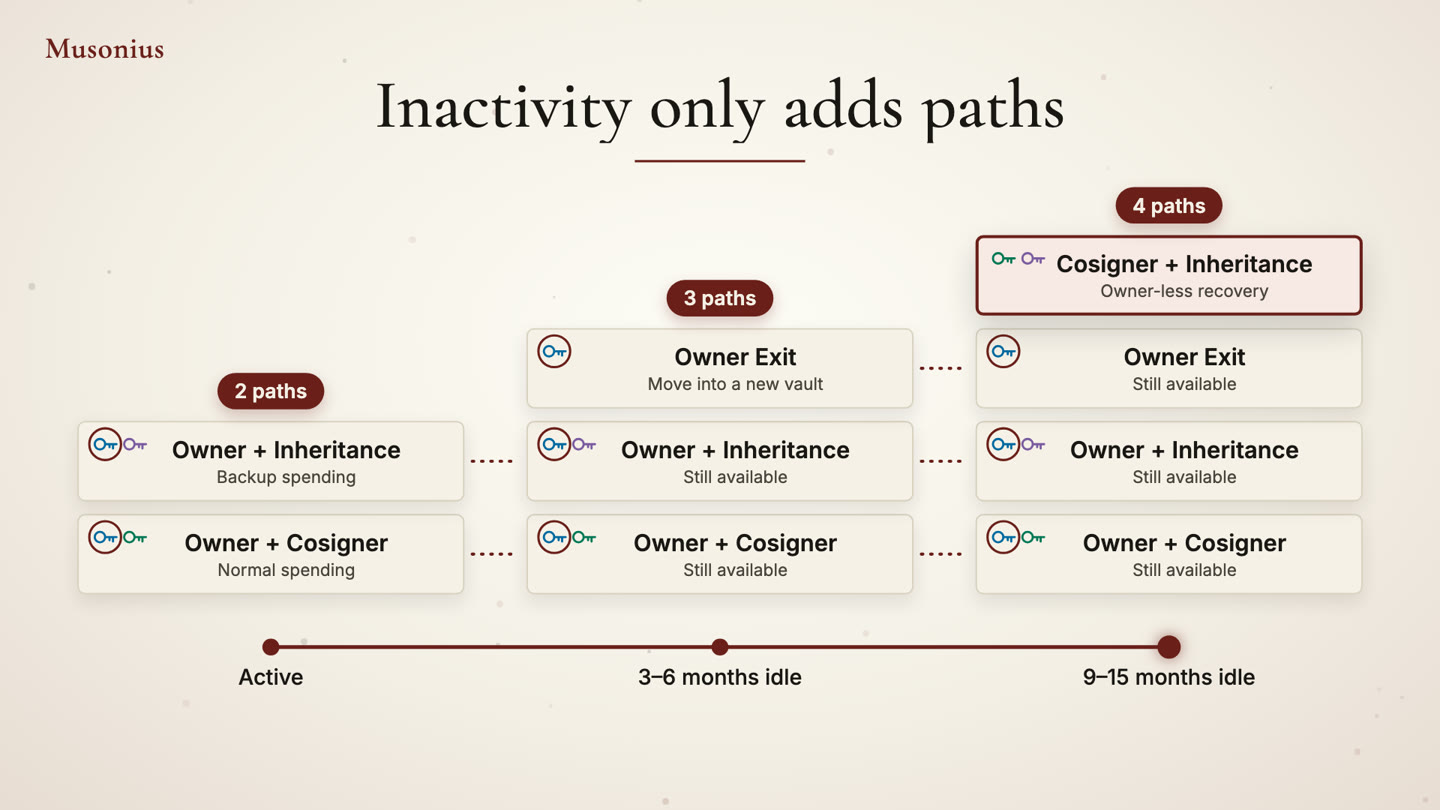 Musonius
Inactivity only adds paths
2 paths
Owner + Inheritance
Backup spending
Owner + Cosigner
Normal spending
3 paths
Owner Exit
Move into a new vault
Owner + Inheritance
Still available
Owner + Cosigner
Still available
4 paths
Cosigner + Inheritance
Owner-less recovery
Owner Exit
Still available
Owner + Inheritance
Still available
Owner + Cosigner
Still available
Active
3–6 months idle
9–15 months idle